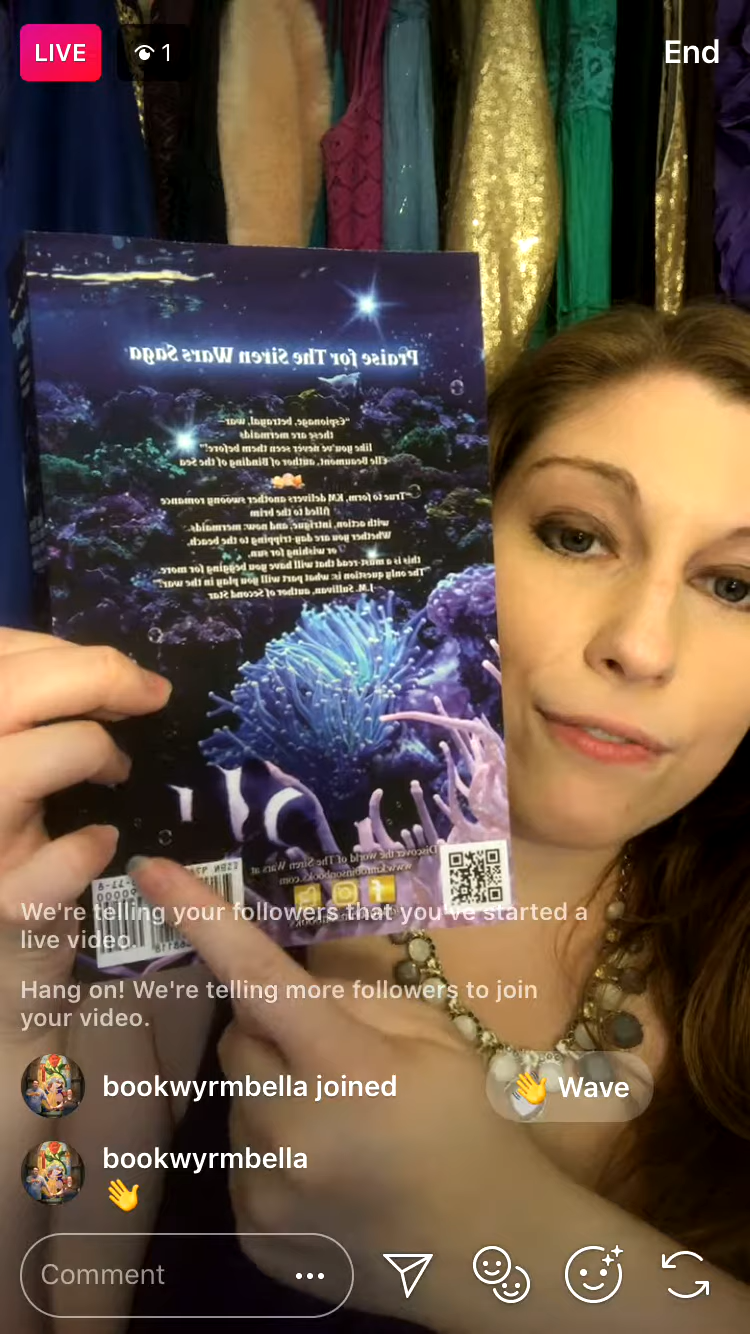 LIVE
1
End
Praise for The Siren Wars Saga
"Espionage, betrayal, war—
these are mermaids
like you've never seen them before!"
Elle Beaumont, author of Binding of the Sea
"True to form, KM delivers another swoony romance
filled to the brim
with action, intrigue, and now: mermaids.
Whether you are day-tripping to the beach,
or wishing for sun,
this is a must-read that will have you begging for more.
The only question is: what part will you play in the war?"
J.M. Sullivan, author of Second Star
Discover the world of The Siren Wars at
www.kmrobinsonbooks.com
ISBN
90000
We're telling your followers that you've started a
live video.
Hang on! We're telling more followers to join
your video.
bookwyrmbella joined
👋 Wave
bookwyrmbella
👋
Comment